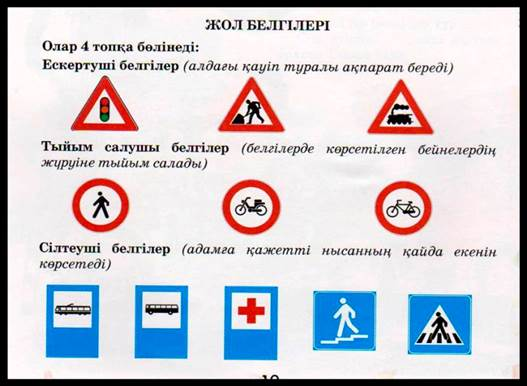 ЖОЛ БЕЛГІЛЕРІ
Олар 4 топқа бөлінеді:
Ескертуші белгілер (алдағы қауіп туралы ақпарат береді)
Тыйым салушы белгілер (белгілерде көрсетілген бейнелердің
жүруіне тыйым салады)
Сілтеуші белгілер (адамға қажетті нысанның қайда екенін
көрсетеді)